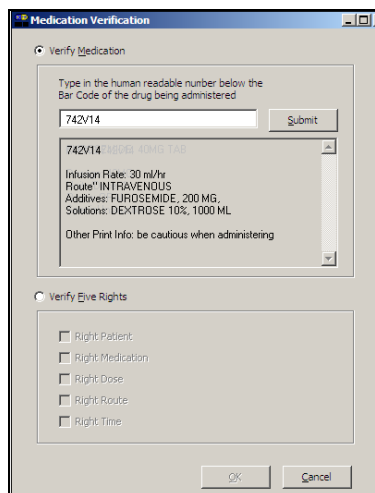 Medication Verification
Verify Medication
Type in the human readable number below the
Bar Code of the drug being administered
742V14
Submit
742V14 40MG TAB
Infusion Rate: 30 ml/hr
Route" INTRAVENOUS
Additives: FUROSEMIDE, 200 MG,
Solutions: DEXTROSE 10%, 1000 ML
Other Print Info: be cautious when administering
Verify Five Rights
Right Patient
Right Medication
Right Dose
Right Route
Right Time
OK
Cancel